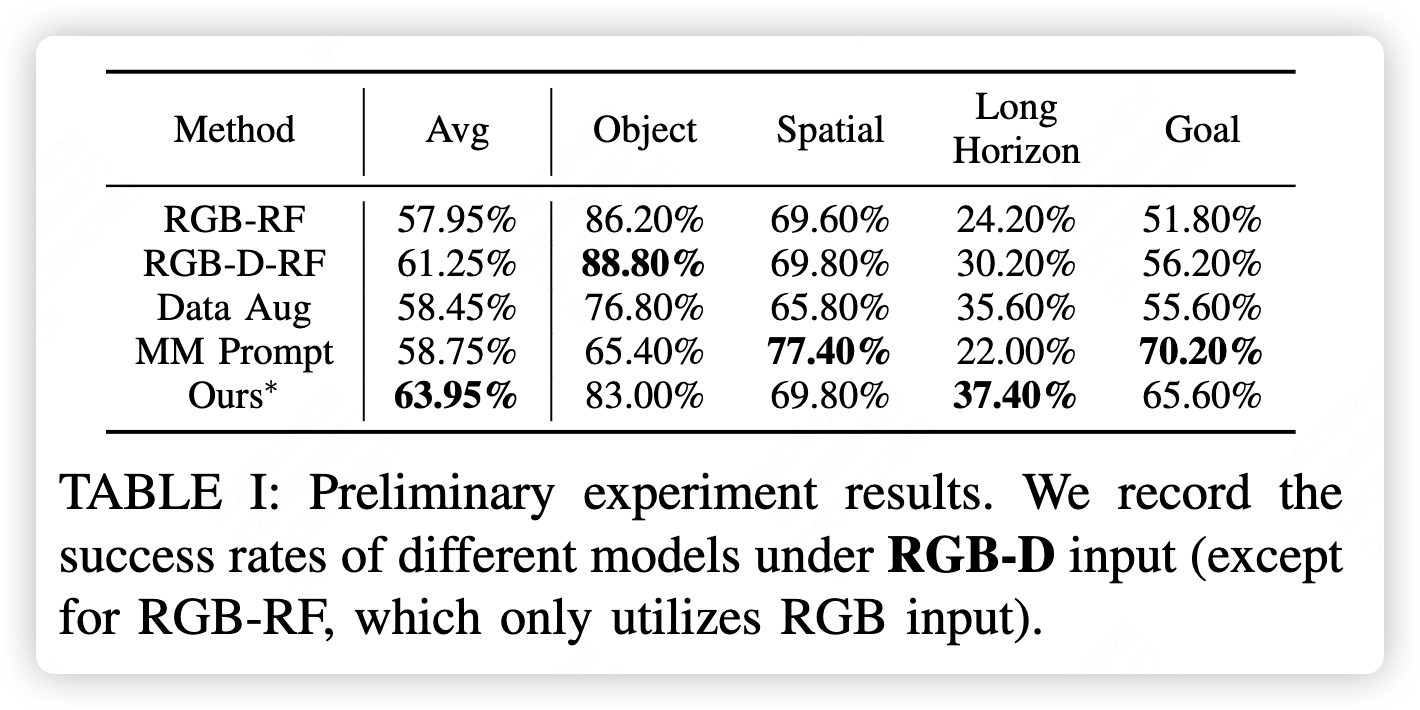 Method Avg Object Spatial Long Horizon Goal
RGB-RF 57.95% 86.20% 69.60% 24.20% 51.80%
RGB-D-RF 61.25% 88.80% 69.80% 30.20% 56.20%
Data Aug 58.45% 76.80% 65.80% 35.60% 55.60%
MM Prompt 58.75% 65.40% 77.40% 22.00% 70.20%
Ours* 63.95% 83.00% 69.80% 37.40% 65.60%
TABLE I: Preliminary experiment results. We record the
success rates of different models under RGB-D input (except
for RGB-RF, which only utilizes RGB input).